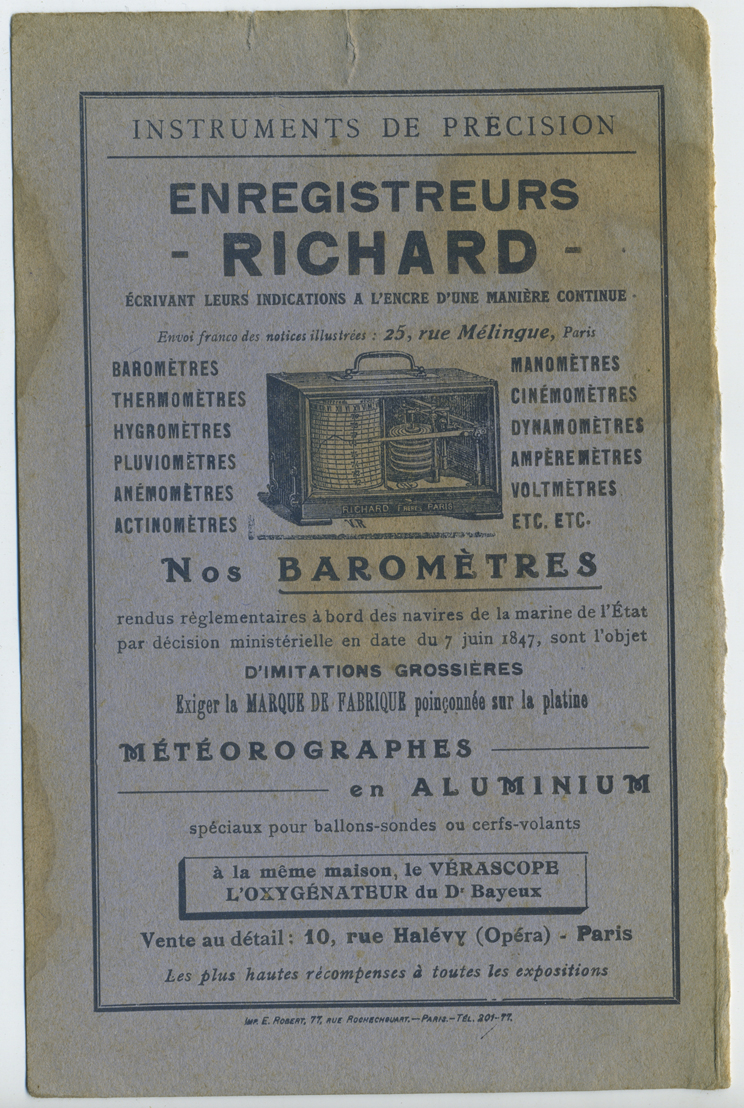 INSTRUMENTS DE PRÉCISION
ENREGISTREURS
- RICHARD -
ÉCRIVANT LEURS INDICATIONS A L'ENCRE D'UNE MANIÈRE CONTINUE
Envoi franco des notices illustrées : 25, rue Mélingue, Paris
BAROMÈTRES
THERMOMÈTRES
HYGROMÈTRES
PLUVIOMÈTRES
ANÉMOMÈTRES
ACTINOMÈTRES
RICHARD FRÈRES PARIS
MANOMÈTRES
CINÉMOMÈTRES
DYNAMOMÈTRES
AMPÈREMÈTRES
VOLTMÈTRES
ETC. ETC.
Nos BAROMÈTRES
rendus règlementaires à bord des navires de la marine de l'État
par décision ministérielle en date du 7 juin 1847, sont l'objet
D'IMITATIONS GROSSIÈRES
Exiger la MARQUE DE FABRIQUE poinçonnée sur la platine
MÉTÉOROGRAPHES
en ALUMINIUM
spéciaux pour ballons-sondes ou cerfs-volants
à la même maison, le VÉRASCOPE
L'OXYGÉNATEUR du Dr Bayeux
Vente au détail : 10, rue Halévy (Opéra) - Paris
Les plus hautes récompenses à toutes les expositions
IMP. E. ROBERT, 77, RUE ROCHECHOUART.—PARIS.—TÉL. 201-77.